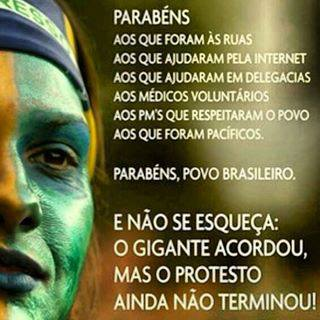 RESS
PARABÉNS
AOS QUE FORAM ÀS RUAS
AOS QUE AJUDARAM PELA INTERNET
AOS QUE AJUDARAM EM DELEGACIAS
AOS MÉDICOS VOLUNTÁRIOS
AOS PM'S QUE RESPEITARAM O POVO
AOS QUE FORAM PACÍFICOS.
PARABÉNS, POVO BRASILEIRO.
E NÃO SE ESQUEÇA:
O GIGANTE ACORDOU,
MAS O PROTESTO
AINDA NÃO TERMINOU!